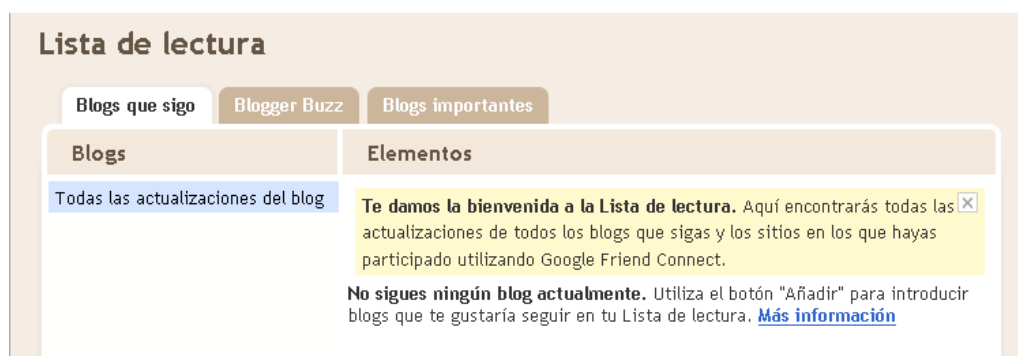 Lista de lectura
Blogs que sigo Blogger Buzz Blogs importantes
Blogs Elementos
Todas las actualizaciones del blog
Te damos la bienvenida a la Lista de lectura. Aquí encontrarás todas las
actualizaciones de todos los blogs que sigas y los sitios en los que hayas
participado utilizando Google Friend Connect.
No sigues ningún blog actualmente. Utiliza el botón "Añadir" para introducir
blogs que te gustaría seguir en tu Lista de lectura. Más información